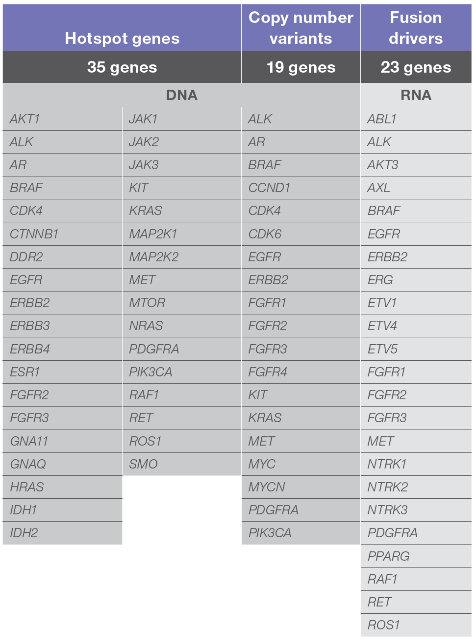 Hotspot genes
Copy number
variants
Fusion
drivers
35 genes
19 genes
23 genes
DNA
RNA
AKT1 JAK1 ALK ABL1
ALK JAK2 AR ALK
AR JAK3 BRAF AKT3
BRAF KIT CCND1 AXL
CDK4 KRAS CDK4 BRAF
CTNNB1 MAP2K1 CDK6 EGFR
DDR2 MAP2K2 EGFR ERBB2
EGFR MET ERBB2 ERG
ERBB2 MTOR FGFR1 ETV1
ERBB3 NRAS FGFR2 ETV4
ERBB4 PDGFRA FGFR3 ETV5
ESR1 PIK3CA FGFR4 FGFR1
FGFR2 RAF1 KIT FGFR2
FGFR3 RET KRAS FGFR3
GNA11 ROS1 MET MET
GNAQ SMO MYC NTRK1
HRAS MYCN NTRK2
IDH1 PDGFRA NTRK3
IDH2 PIK3CA PDGFRA
PPARG
RAF1
RET
ROS1